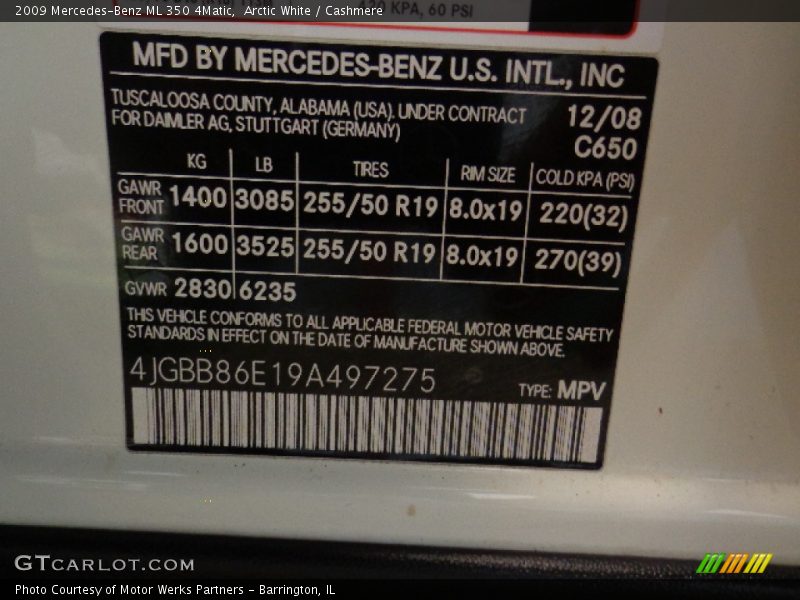 2009 Mercedes-Benz ML 350 4Matic, Arctic White / Cashmere
KPA, 60 PSI
MFD BY MERCEDES-BENZ U.S. INTL., INC
TUSCALOOSA COUNTY, ALABAMA (USA). UNDER CONTRACT
FOR DAIMLER AG, STUTTGART (GERMANY)
12/08
C650
KG LB TIRES RIM SIZE COLD KPA (PSI)
GAWR FRONT 1400 3085 255/50 R19 8.0x19 220(32)
GAWR REAR 1600 3525 255/50 R19 8.0x19 270(39)
GVWR 2830 6235
THIS VEHICLE CONFORMS TO ALL APPLICABLE FEDERAL MOTOR VEHICLE SAFETY
STANDARDS IN EFFECT ON THE DATE OF MANUFACTURE SHOWN ABOVE.
4JGBB86E19A497275
TYPE: MPV
GTCARLOT.COM
Photo Courtesy of Motor Werks Partners - Barrington, IL